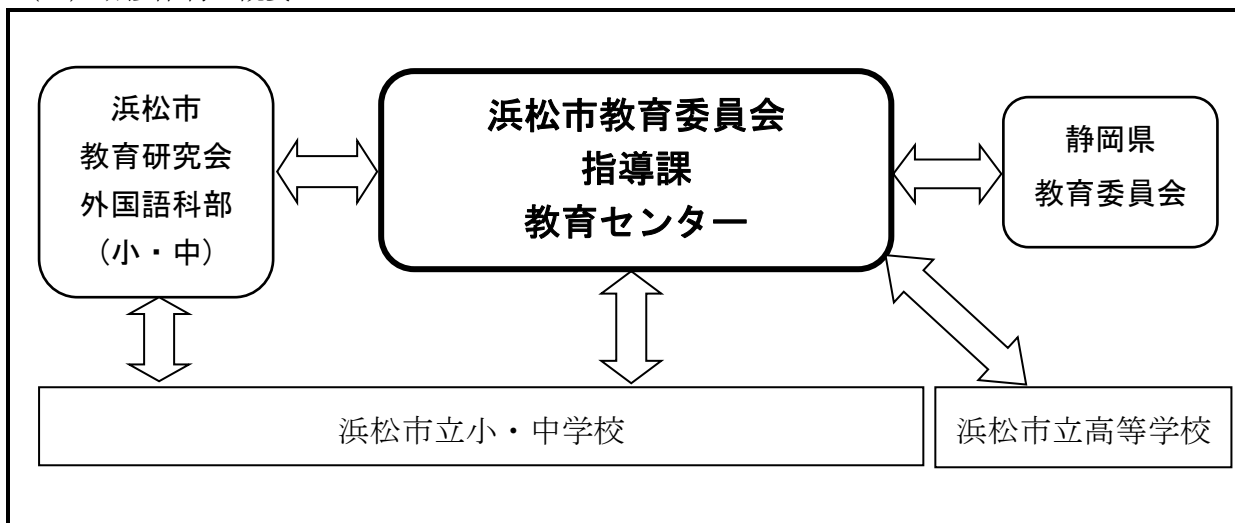 浜松市
教育研究会
外国語科部
（小・中）
浜松市教育委員会
指導課
教育センター
静岡県
教育委員会
浜松市立小・中学校
浜松市立高等学校